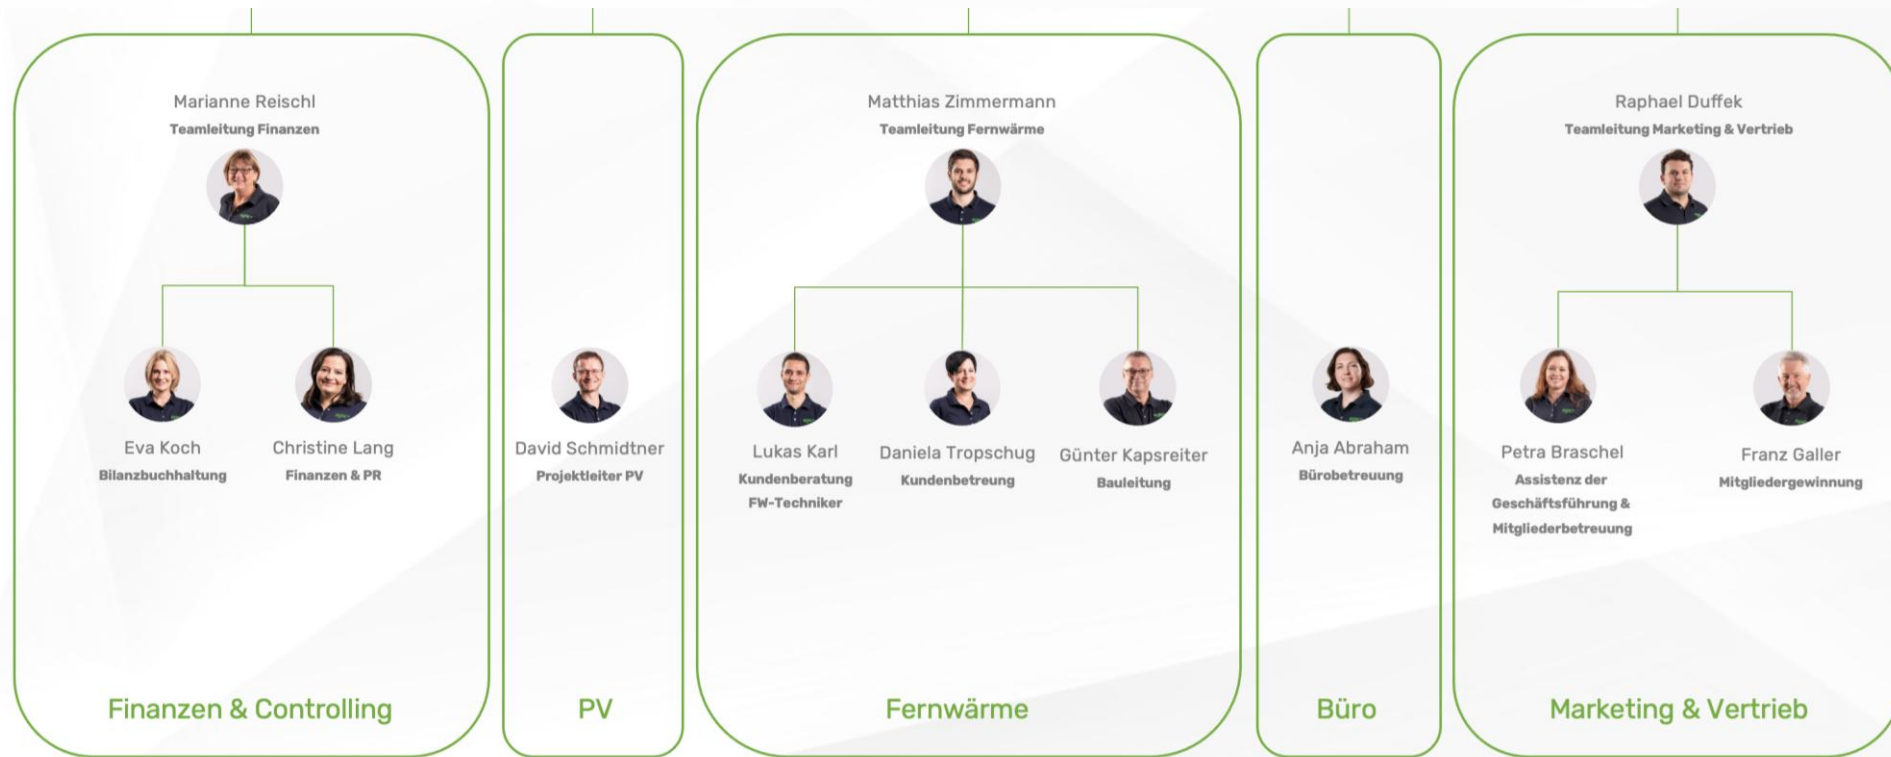 Marianne Reischl
Teamleitung Finanzen
Eva Koch
Bilanzbuchhaltung
Christine Lang
Finanzen & PR
Finanzen & Controlling
David Schmidtner
Projektleiter PV
PV
Matthias Zimmermann
Teamleitung Fernwärme
Lukas Karl
Kundenberatung
FW-Techniker
Daniela Tropschug
Kundenbetreung
Günter Kapsreiter
Bauleitung
Fernwärme
Anja Abraham
Bürobetreuung
Büro
Raphael Duffek
Teamleitung Marketing & Vertrieb
Petra Braschel
Assistenz der
Geschäftsführung &
Mitgliederbetreuung
Franz Galler
Mitgliedergewinnung
Marketing & Vertrieb